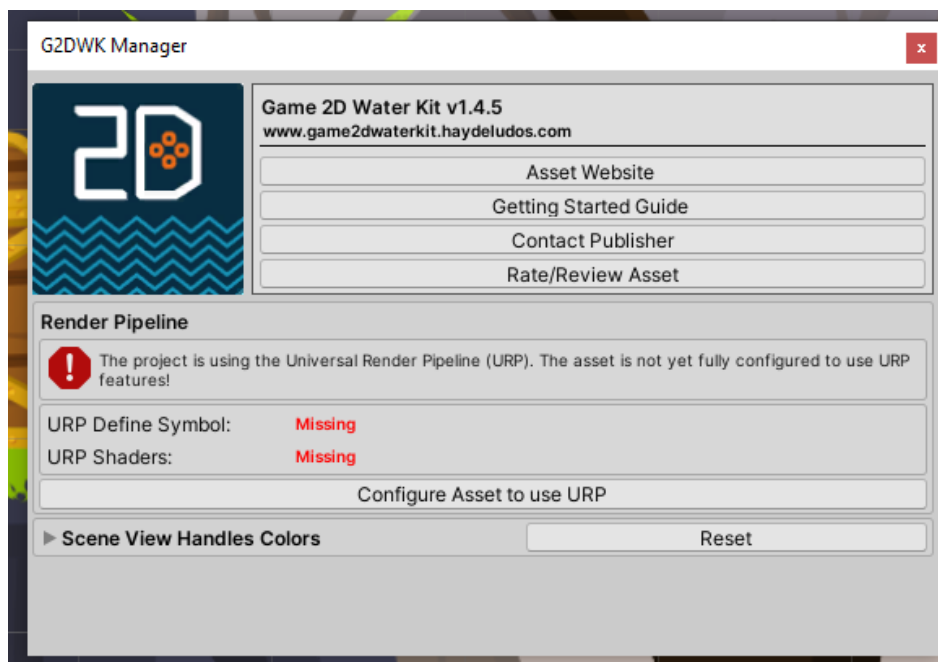 G2DWK Manager
x
2D
Game 2D Water Kit v1.4.5
www.game2dwaterkit.haydeludos.com
Asset Website
Getting Started Guide
Contact Publisher
Rate/Review Asset
Render Pipeline
The project is using the Universal Render Pipeline (URP). The asset is not yet fully configured to use URP
features!
URP Define Symbol: Missing
URP Shaders: Missing
Configure Asset to use URP
Scene View Handles Colors Reset